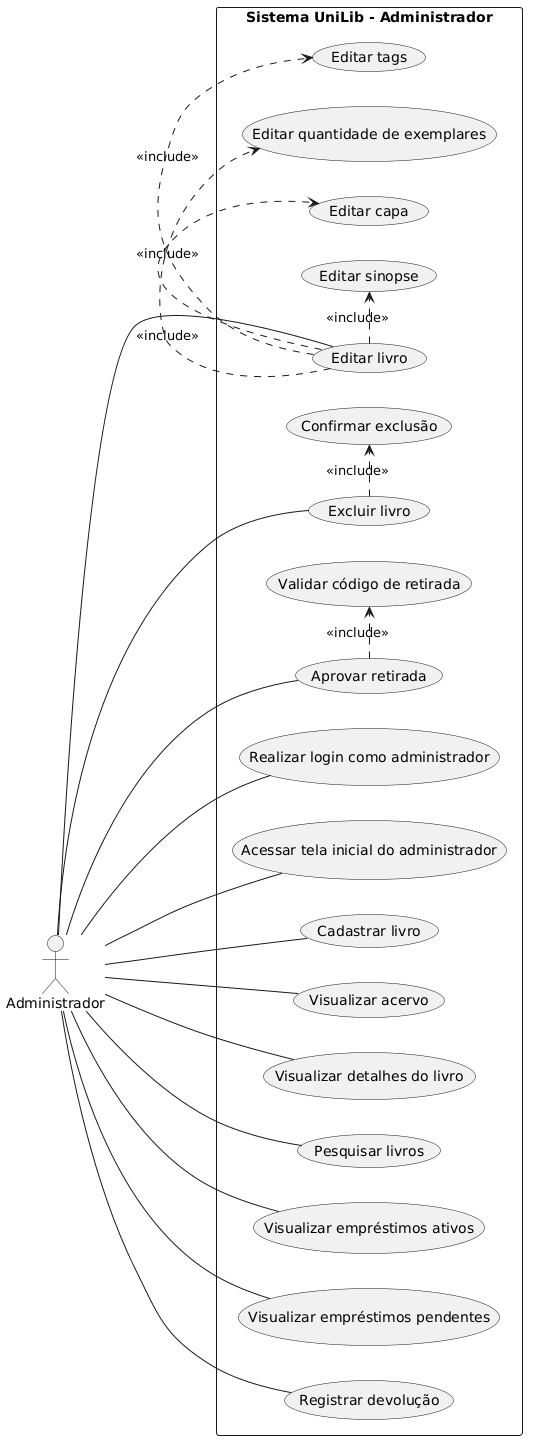 Sistema UniLib - Administrador
Editar tags
Editar quantidade de exemplares
«include»
Editar capa
«include»
Editar sinopse
«include»
«include»
Editar livro
Confirmar exclusão
«include»
Excluir livro
Validar código de retirada
«include»
Aprovar retirada
Realizar login como administrador
Acessar tela inicial do administrador
Cadastrar livro
Administrador
Visualizar acervo
Visualizar detalhes do livro
Pesquisar livros
Visualizar empréstimos ativos
Visualizar empréstimos pendentes
Registrar devolução